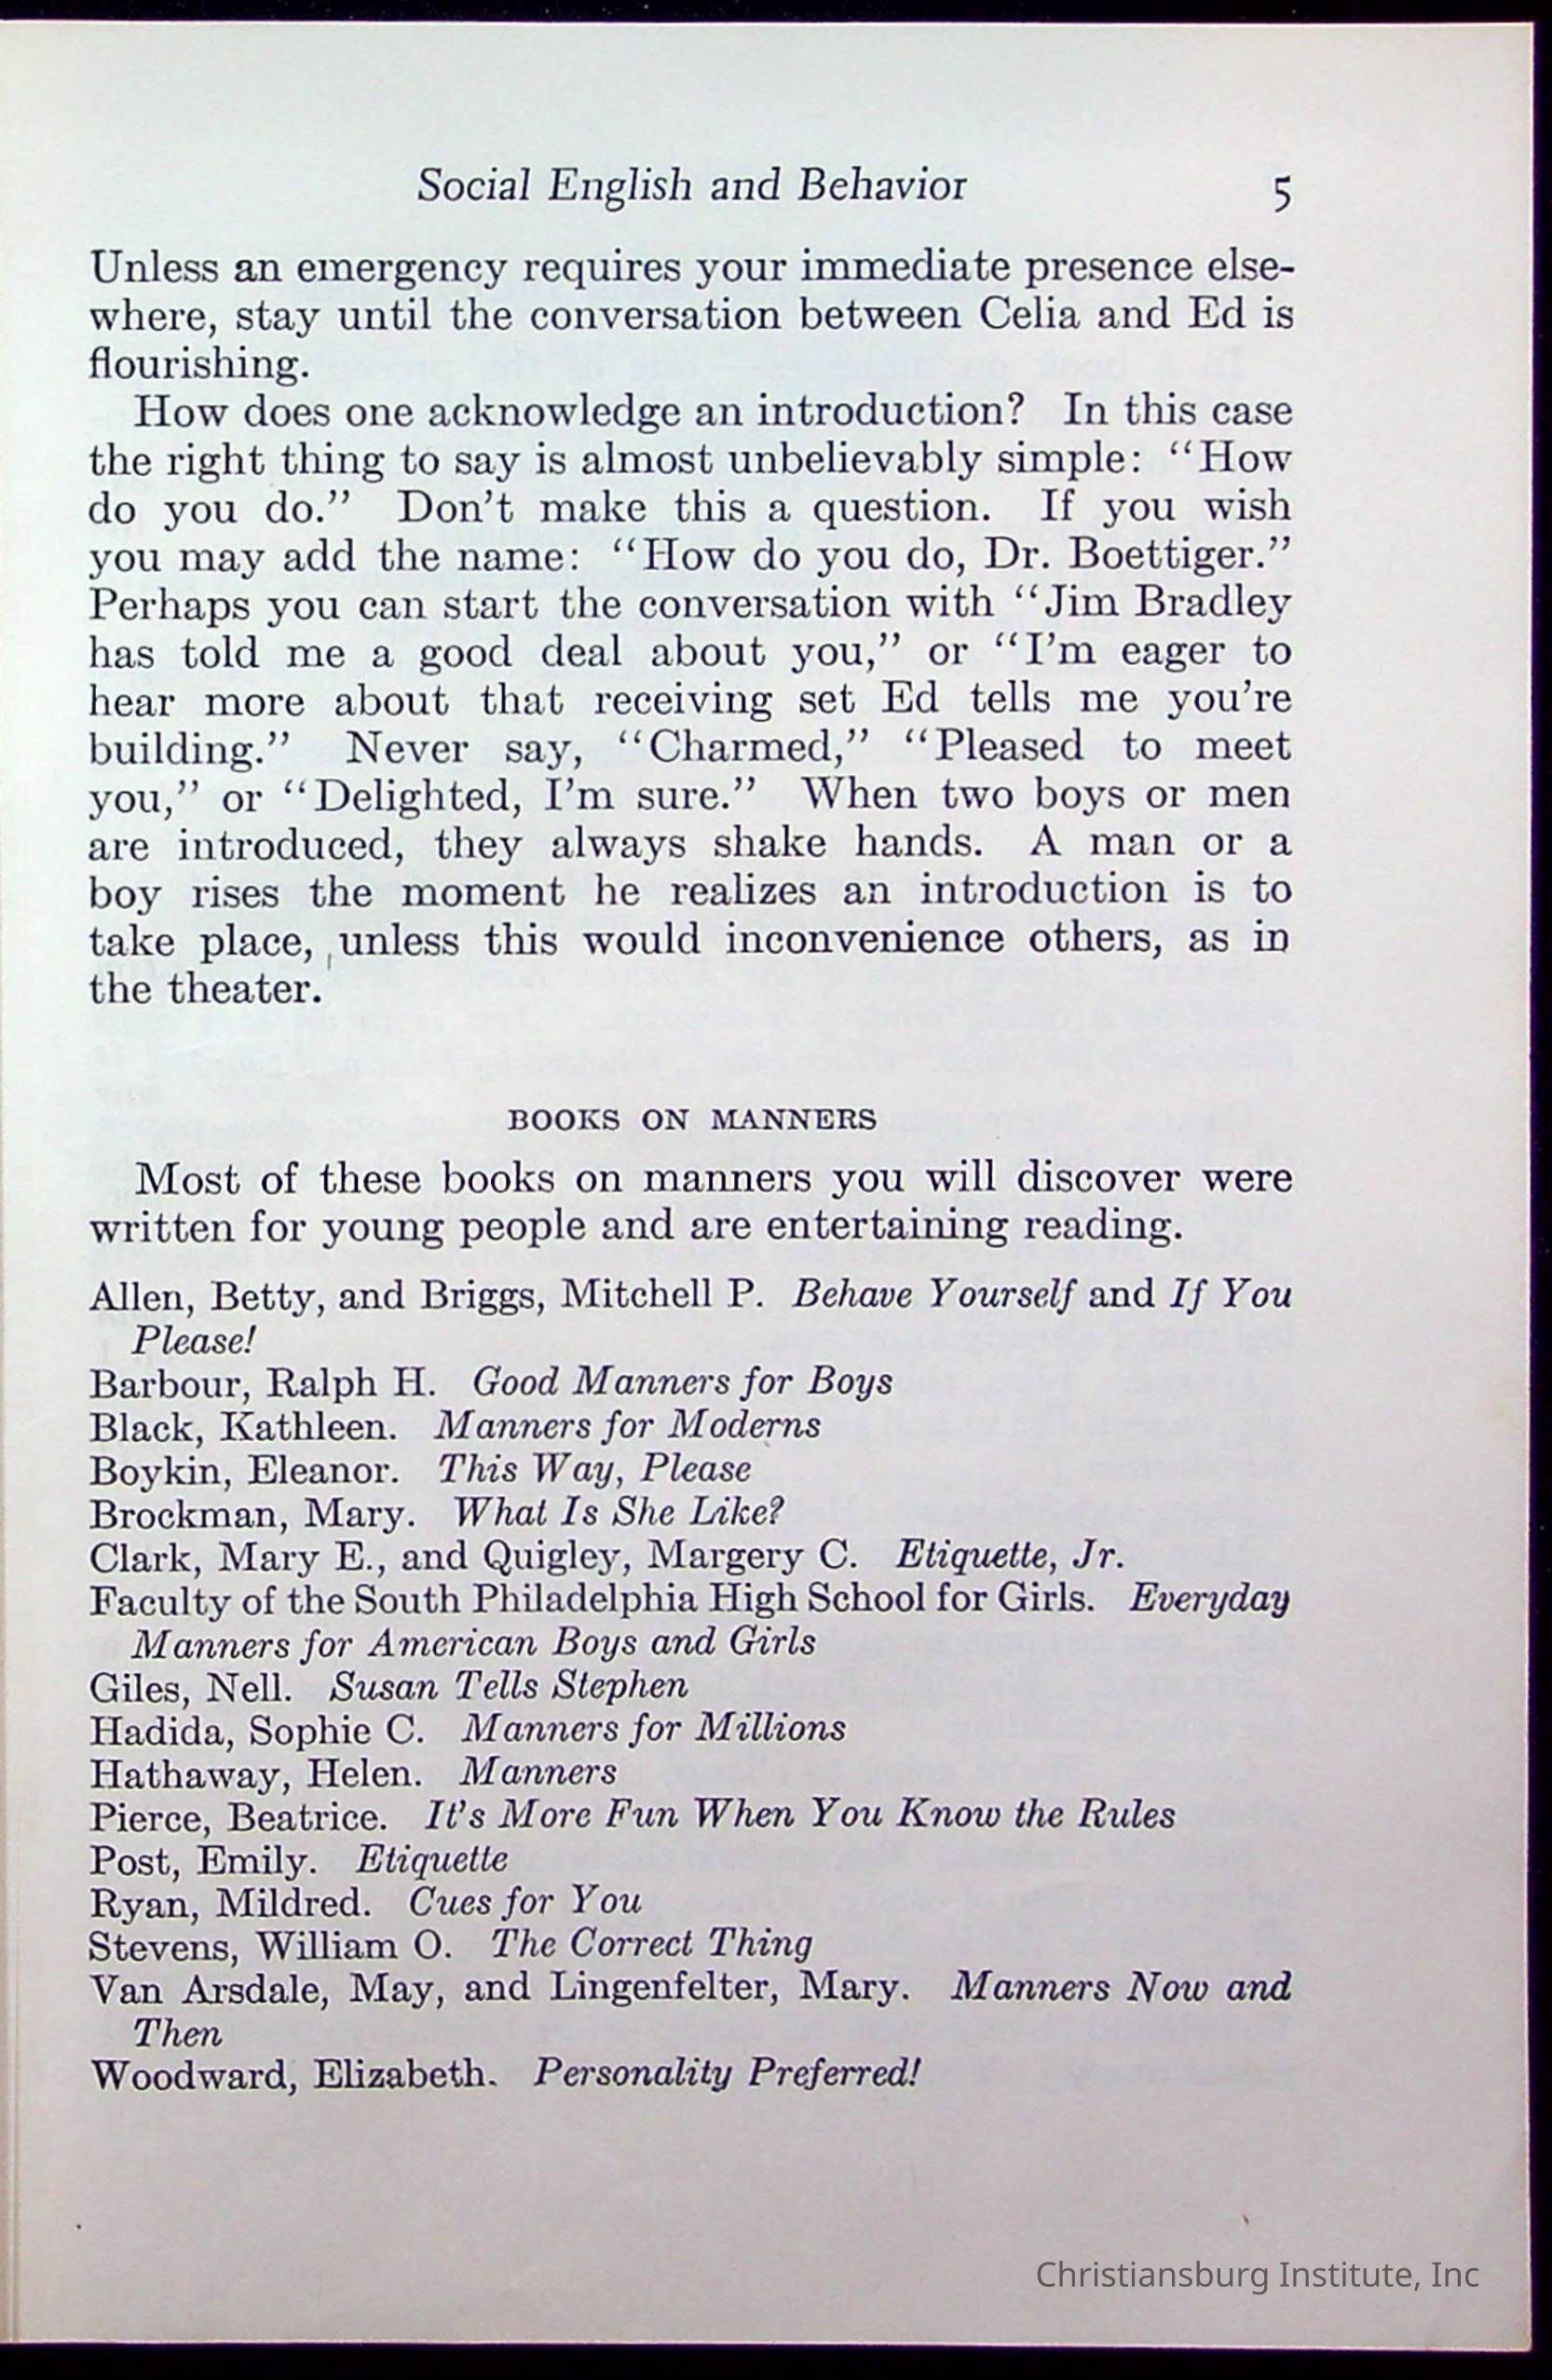 Social English and Behavior 5
Unless an emergency requires your immediate presence else-
where, stay until the conversation between Celia and Ed is
flourishing.
How does one acknowledge an introduction? In this case
the right thing to say is almost unbelievably simple: “How
do you do.” Don’t make this a question. If you wish
you may add the name: “How do you do, Dr. Boettiger.”
Perhaps you can start the conversation with “Jim Bradley
has told me a good deal about you,” or “I’m eager to
hear more about that receiving set Ed tells me you’re
building.” Never say, “Charmed,” “Pleased to meet
you,” or “Delighted, I’m sure.” When two boys or men
are introduced, they always shake hands. A man or a
boy rises the moment he realizes an introduction is to
take place, unless this would inconvenience others, as in
the theater.
BOOKS ON MANNERS
Most of these books on manners you will discover were
written for young people and are entertaining reading.
Allen, Betty, and Briggs, Mitchell P. Behave Yourself and If You
Please!
Barbour, Ralph H. Good Manners for Boys
Black, Kathleen. Manners for Moderns
Boykin, Eleanor. This Way, Please
Brockman, Mary. What Is She Like?
Clark, Mary E., and Quigley, Margery C. Etiquette, Jr.
Faculty of the South Philadelphia High School for Girls. Everyday
Manners for American Boys and Girls
Giles, Nell. Susan Tells Stephen
Hadida, Sophie C. Manners for Millions
Hathaway, Helen. Manners
Pierce, Beatrice. It’s More Fun When You Know the Rules
Post, Emily. Etiquette
Ryan, Mildred. Cues for You
Stevens, William O. The Correct Thing
Van Arsdale, May, and Lingenfelter, Mary. Manners Now and
Then
Woodward, Elizabeth. Personality Preferred!
Christiansburg Institute, Inc